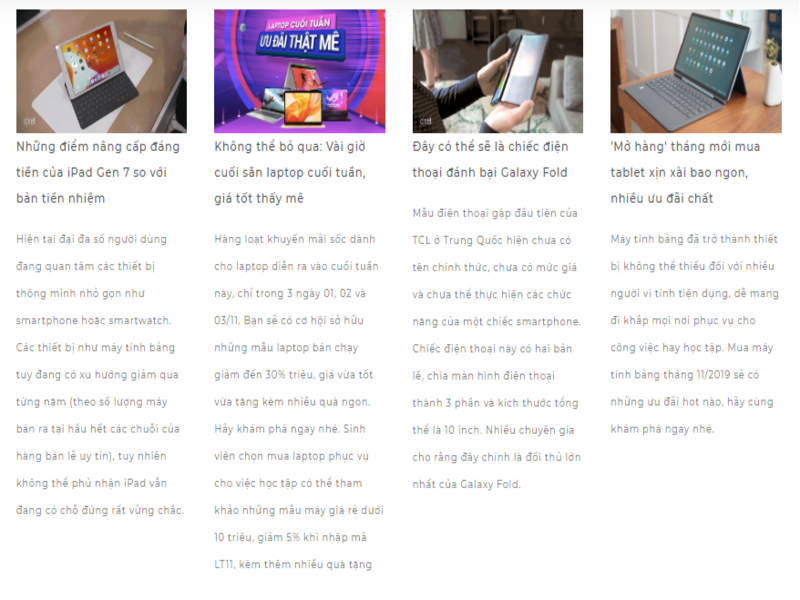 LAPTOP CUỐI TUẦN
ƯU ĐÃI THẬT MÊ
Những điểm nâng cấp đáng
tiền của iPad Gen 7 so với
bản tiền nhiệm
Hiện tại đại đa số người dùng
đang quan tâm các thiết bị
thông minh nhỏ gọn như
smartphone hoặc smartwatch.
Các thiết bị như máy tính bảng
tuy đang có xu hướng giảm qua
từng năm (theo số lượng máy
bán ra tại hầu hết các chuỗi của
hàng bán lẻ uy tín), tuy nhiên
không thể phủ nhận iPad vẫn
đang có chỗ đứng rất vững chắc.
Không thể bỏ qua: Vài giờ
cuối săn laptop cuối tuần,
giá tốt thấy mê
Hàng loạt khuyến mãi sốc dành
cho laptop diễn ra vào cuối tuần
này, chỉ trong 3 ngày 01, 02 và
03/11. Bạn sẽ có cơ hội sở hữu
những mẫu laptop bán chạy
giảm đến 30% triệu, giá vừa tốt
vừa tặng kèm nhiều quà ngon.
Hãy khám phá ngay nhé. Sinh
viên chọn mua laptop phục vụ
cho việc học tập có thể tham
khảo những mẫu máy giá rẻ dưới
10 triệu, giảm 5% khi nhập mã
LT11, kèm thêm nhiều quà tặng
Đây có thể sẽ là chiếc điện
thoại đánh bại Galaxy Fold
Mẫu điện thoại gập đầu tiên của
TCL ở Trung Quốc hiện chưa có
tên chính thức, chưa có mức giá
và chưa thể thực hiện các chức
năng của một chiếc smartphone.
Chiếc điện thoại này có hai bản
lề, chia màn hình điện thoại
thành 3 phần và kích thước tổng
thể là 10 inch. Nhiều chuyên gia
cho rằng đây chính là đối thủ lớn
nhất của Galaxy Fold.
'Mở hàng' tháng mới mua
tablet xịn xài bao ngon,
nhiều ưu đãi chất
Máy tính bảng đã trở thành thiết
bị không thể thiếu đối với nhiều
người vì tính tiện dụng, dễ mang
đi khắp mọi nơi phục vụ cho
công việc hay học tập. Mua máy
tính bảng tháng 11/2019 sẽ có
những ưu đãi hot nào, hãy cùng
khám phá ngay nhé.